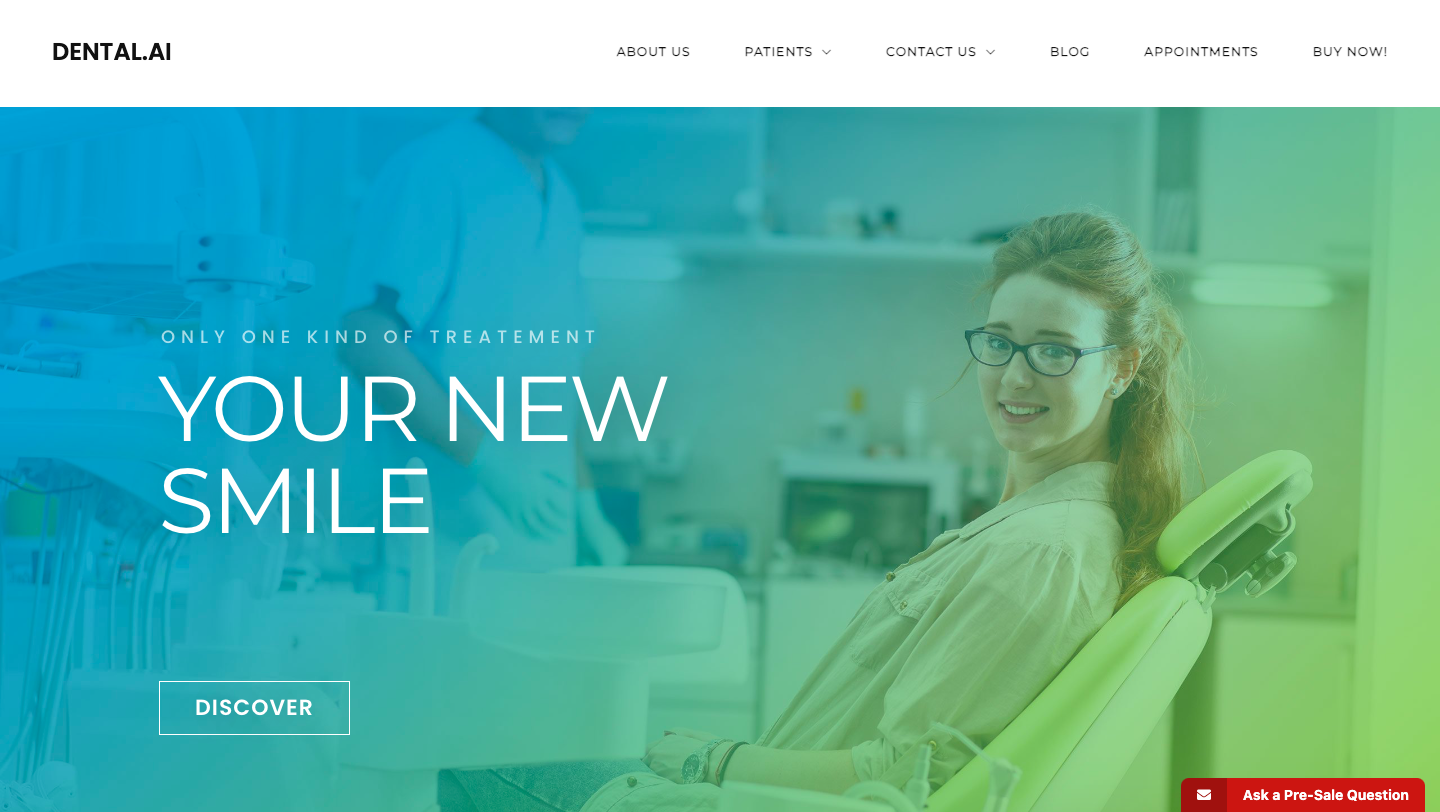 DENTAL.AI
ABOUT US
PATIENTS
CONTACT US
BLOG
APPOINTMENTS
BUY NOW!
ONLY ONE KIND OF TREATEMENT
YOUR NEW
SMILE
DISCOVER
Ask a Pre-Sale Question